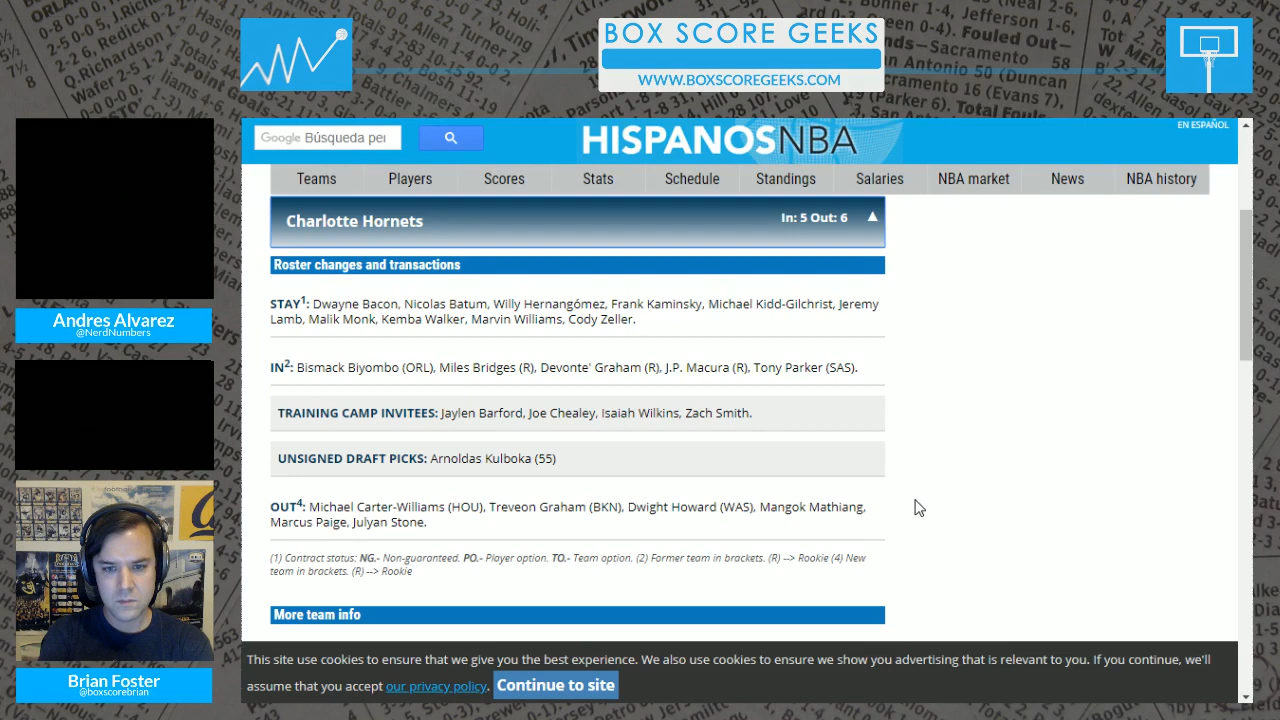 BOX SCORE GEEKS
WWW.BOXSCOREGEEKS.COM
Google Búsqueda per
HISPANOSNBA
EN ESPAÑOL
Teams Players Scores Stats Schedule Standings Salaries NBA market News NBA history
Charlotte Hornets In: 5 Out: 6 ▲
Roster changes and transactions
STAY1: Dwayne Bacon, Nicolas Batum, Willy Hernangómez, Frank Kaminsky, Michael Kidd-Gilchrist, Jeremy
Lamb, Malik Monk, Kemba Walker, Marvin Williams, Cody Zeller.
IN2: Bismack Biyombo (ORL), Miles Bridges (R), Devonte' Graham (R), J.P. Macura (R), Tony Parker (SAS).
TRAINING CAMP INVITEES: Jaylen Barford, Joe Chealey, Isaiah Wilkins, Zach Smith.
UNSIGNED DRAFT PICKS: Arnoldas Kulboka (55)
OUT4: Michael Carter-Williams (HOU), Treveon Graham (BKN), Dwight Howard (WAS), Mangok Mathiang,
Marcus Paige, Julyan Stone.
(1) Contract status: NG.- Non-guaranteed. PO.- Player option. TO.- Team option. (2) Former team in brackets. (R) --> Rookie (4) New
team in brackets. (R) --> Rookie
More team info
This site use cookies to ensure that we give you the best experience. We also use cookies to ensure we show you advertising that is relevant to you. If you continue, we'll
assume that you accept our privacy policy. Continue to site
Andres Alvarez
@NerdNumbers
Brian Foster
@boxscorebrian